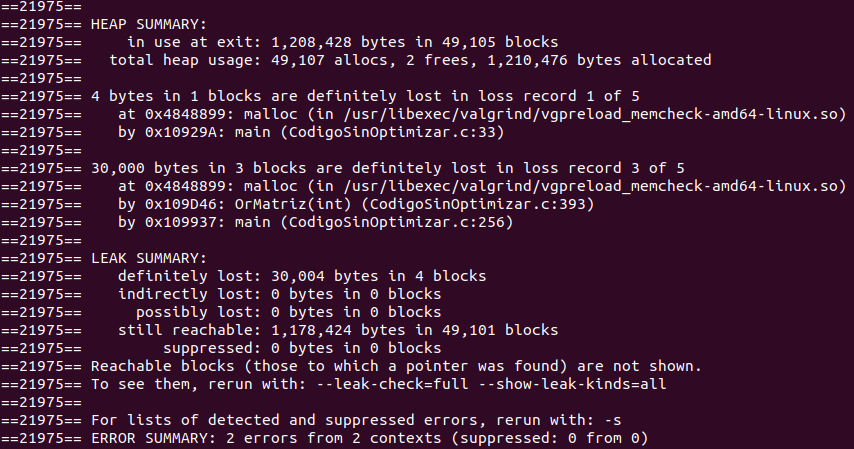 ==21975==
==21975== HEAP SUMMARY:
==21975==     in use at exit: 1,208,428 bytes in 49,105 blocks
==21975==   total heap usage: 49,107 allocs, 2 frees, 1,210,476 bytes allocated
==21975==
==21975== 4 bytes in 1 blocks are definitely lost in loss record 1 of 5
==21975==    at 0x4848899: malloc (in /usr/libexec/valgrind/vgpreload_memcheck-amd64-linux.so)
==21975==    by 0x10929A: main (CodigoSinOptimizar.c:33)
==21975==
==21975== 30,000 bytes in 3 blocks are definitely lost in loss record 3 of 5
==21975==    at 0x4848899: malloc (in /usr/libexec/valgrind/vgpreload_memcheck-amd64-linux.so)
==21975==    by 0x109D46: OrMatriz(int) (CodigoSinOptimizar.c:393)
==21975==    by 0x109937: main (CodigoSinOptimizar.c:256)
==21975==
==21975== LEAK SUMMARY:
==21975==    definitely lost: 30,004 bytes in 4 blocks
==21975==    indirectly lost: 0 bytes in 0 blocks
==21975==      possibly lost: 0 bytes in 0 blocks
==21975==    still reachable: 1,178,424 bytes in 49,101 blocks
==21975==         suppressed: 0 bytes in 0 blocks
==21975== Reachable blocks (those to which a pointer was found) are not shown.
==21975== To see them, rerun with: --leak-check=full --show-leak-kinds=all
==21975==
==21975== For lists of detected and suppressed errors, rerun with: -s
==21975== ERROR SUMMARY: 2 errors from 2 contexts (suppressed: 0 from 0)